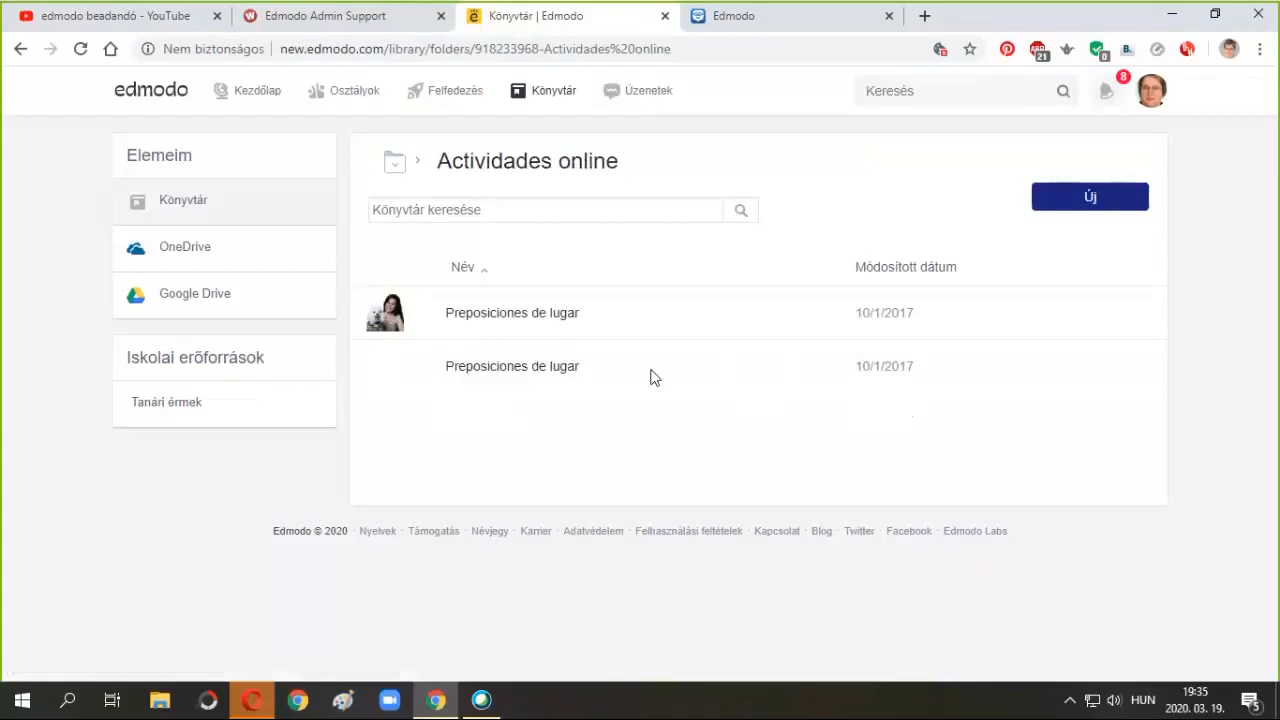 edmodo beadandó - YouTube
Edmodo Admin Support
Könyvtár | Edmodo
Edmodo
Nem biztonságos
new.edmodo.com/library/folders/918233968-Actividades%20online
21
0
edmodo
Kezdőlap
Osztályok
Felfedezés
Könyvtár
Üzenetek
Keresés
8
Elemeim
Könyvtár
OneDrive
Google Drive
Iskolai erőforrások
Tanári érmek
Actividades online
Könyvtár keresése
Új
Név
Módosított dátum
Preposiciones de lugar
10/1/2017
Preposiciones de lugar
10/1/2017
Edmodo © 2020 · Nyelvek · Támogatás · Névjegy · Karrier · Adatvédelem · Felhasználási feltételek · Kapcsolat · Blog · Twitter · Facebook · Edmodo Labs
HUN
19:35
2020. 03. 19.
5